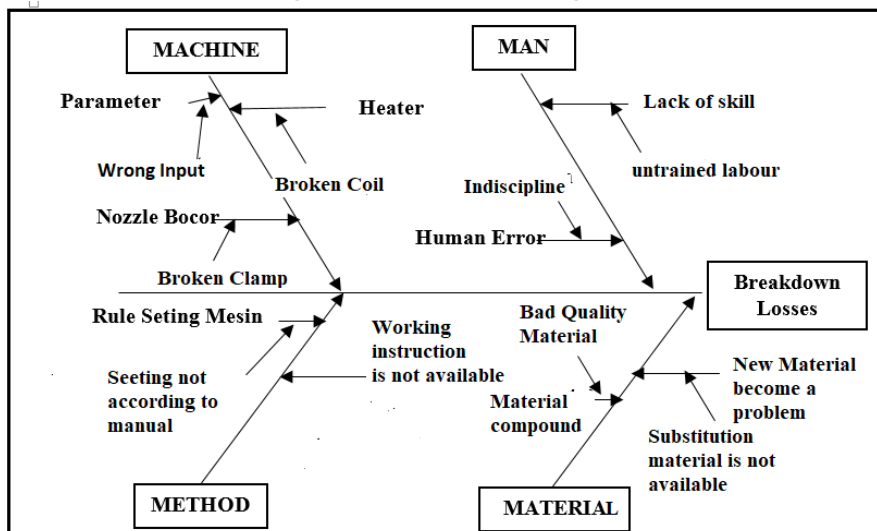 MACHINE
MAN
Parameter
Heater
Lack of skill
Wrong Input
Broken Coil
Indiscipline
untrained labour
Nozzle Bocor
Human Error
Broken Clamp
Breakdown
Losses
Rule Seting Mesin
Working
instruction
is not available
Bad Quality
Material
Seeting not
according to
manual
Material
compound
New Material
become a
problem
Substitution
material is not
available
METHOD
MATERIAL